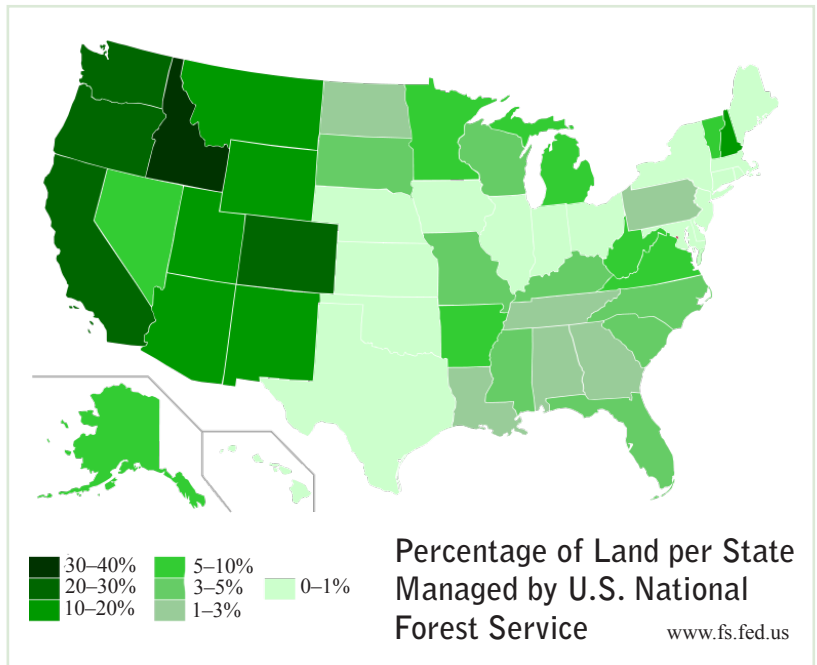 30–40%
20–30%
10–20%
5–10%
3–5%
1–3%
0–1%
Percentage of Land per State
Managed by U.S. National
Forest Service www.fs.fed.us